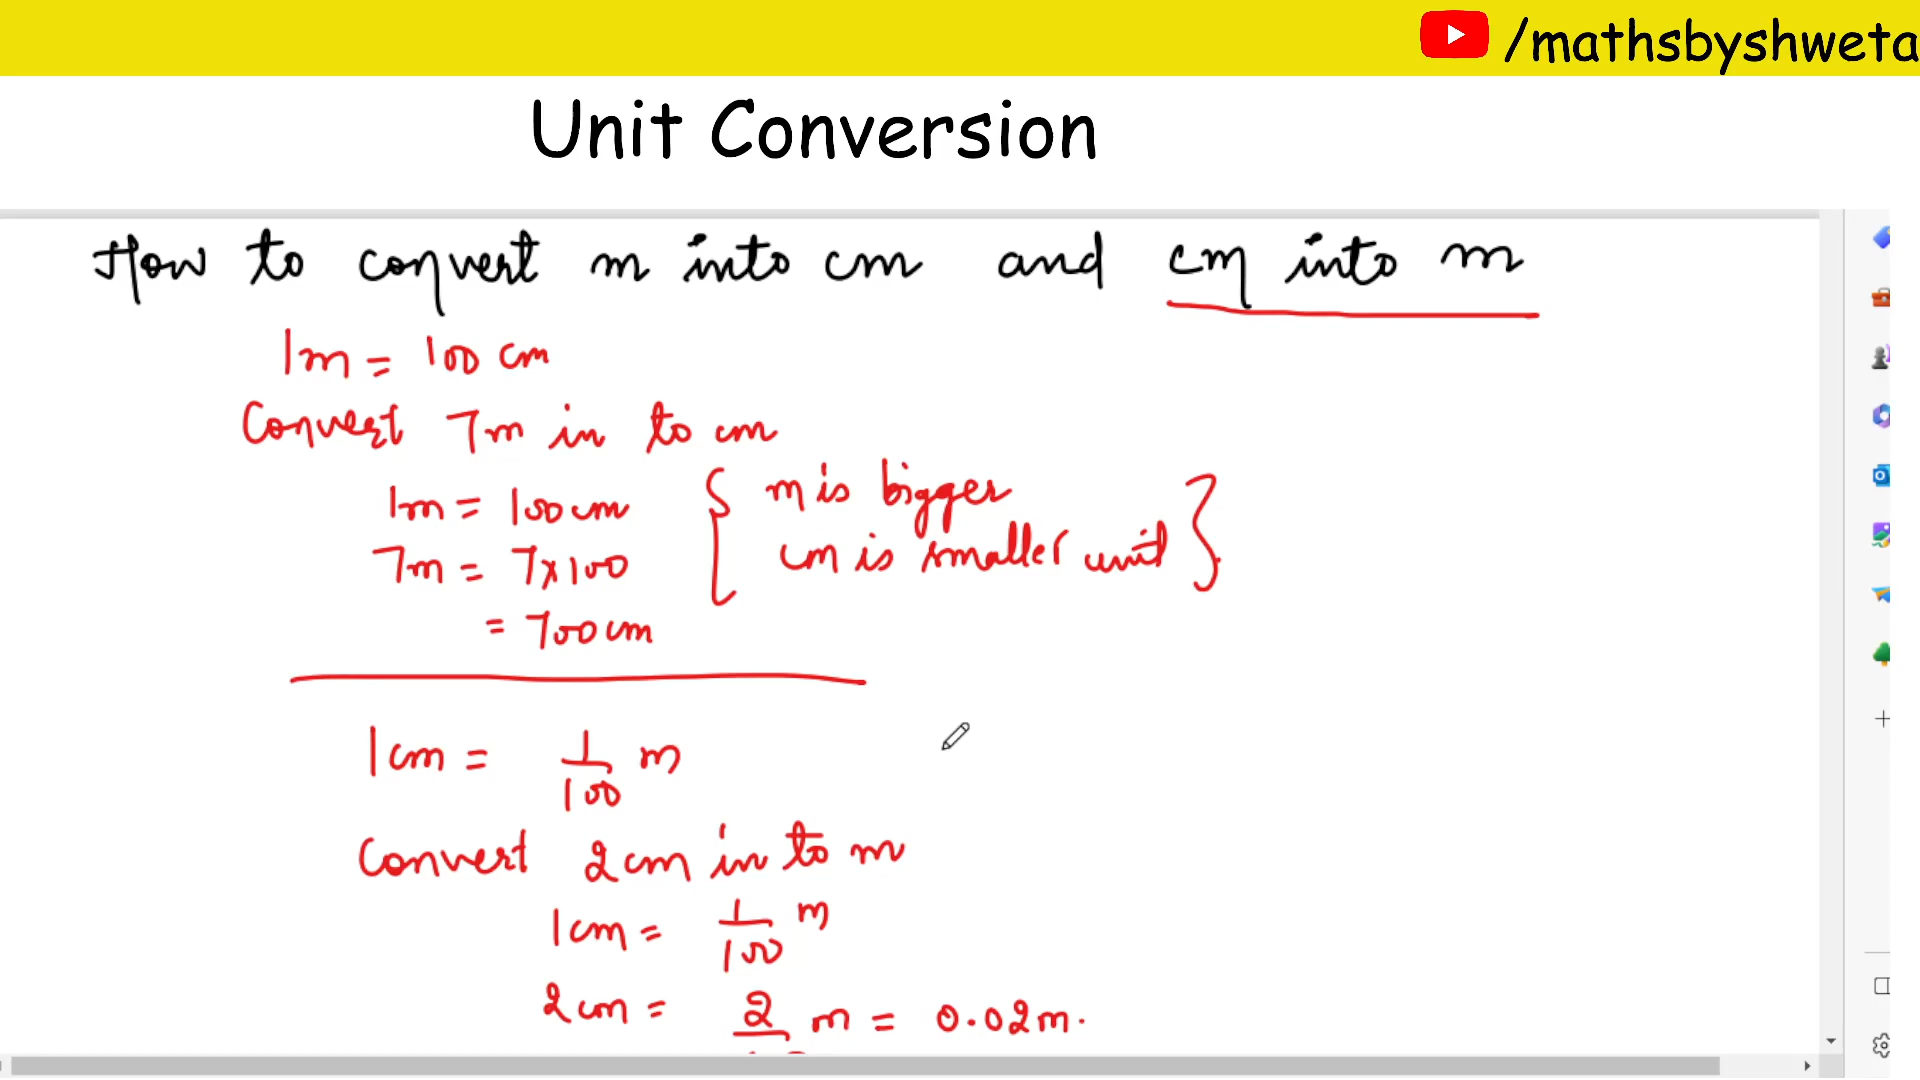 /mathsbyshweta
Unit Conversion
How to convert m into cm and cm into m
1m = 100 cm
Convert 7m in to cm
1m = 100cm { m is bigger }
7m = 7×100 cm is smaller unit
= 700cm
1cm = 1/100 m
Convert 2cm in to m
1cm = 1/100 m
2cm = 2/ m = 0.02m.